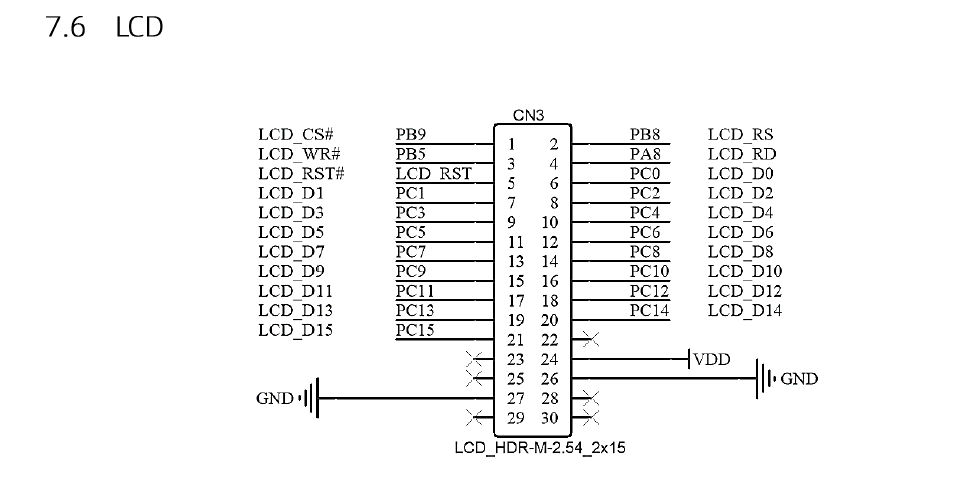 7.6 LCD
CN3
LCD_CS# PB9 1 2 PB8 LCD_RS
LCD_WR# PB5 3 4 PA8 LCD_RD
LCD_RST# LCD_RST 5 6 PC0 LCD_D0
LCD_D1 PC1 7 8 PC2 LCD_D2
LCD_D3 PC3 9 10 PC4 LCD_D4
LCD_D5 PC5 11 12 PC6 LCD_D6
LCD_D7 PC7 13 14 PC8 LCD_D8
LCD_D9 PC9 15 16 PC10 LCD_D10
LCD_D11 PC11 17 18 PC12 LCD_D12
LCD_D13 PC13 19 20 PC14 LCD_D14
LCD_D15 PC15 21 22
23 24 VDD
25 26 GND
GND 27 28
29 30
LCD_HDR-M-2.54_2x15